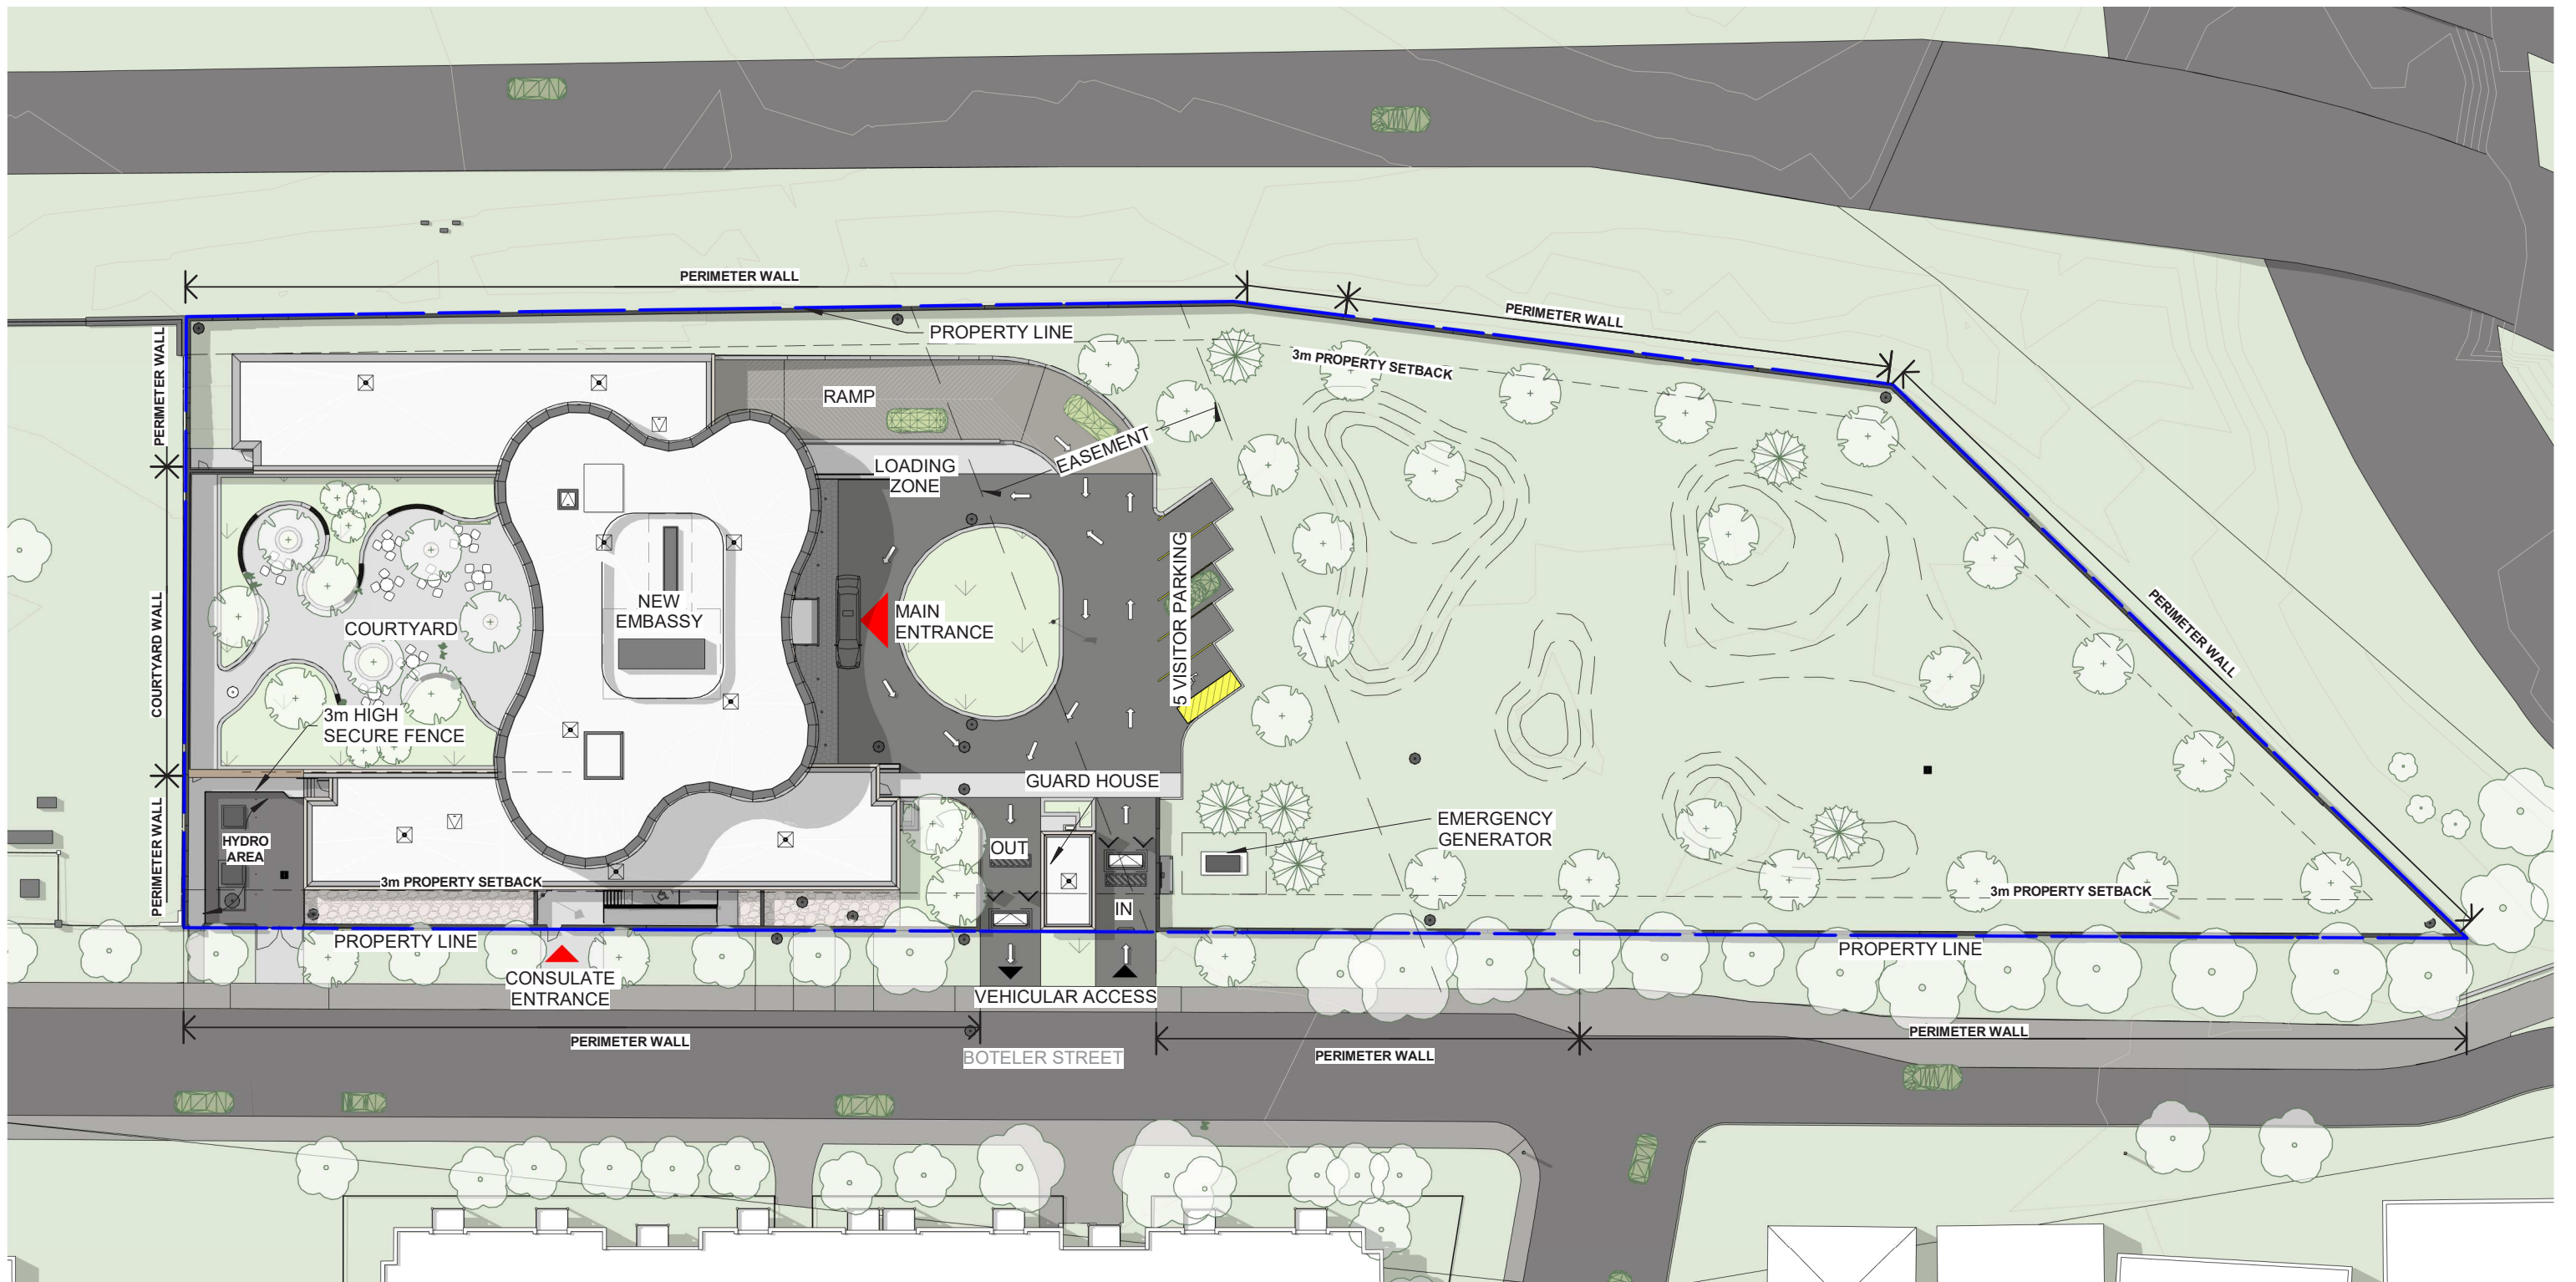 PERIMETER WALL
PERIMETER WALL
PROPERTY LINE
3m PROPERTY SETBACK
PERIMETER WALL
RAMP
EASEMENT
LOADING
ZONE
5 VISITOR PARKING
NEW
EMBASSY
MAIN
ENTRANCE
COURTYARD
COURTYARD WALL
PERIMETER WALL
3m HIGH
SECURE FENCE
GUARD HOUSE
EMERGENCY
GENERATOR
HYDRO
AREA
OUT
PERIMETER WALL
3m PROPERTY SETBACK
3m PROPERTY SETBACK
IN
PROPERTY LINE
PROPERTY LINE
CONSULATE
ENTRANCE
VEHICULAR ACCESS
PERIMETER WALL
PERIMETER WALL
PERIMETER WALL
BOTELER STREET